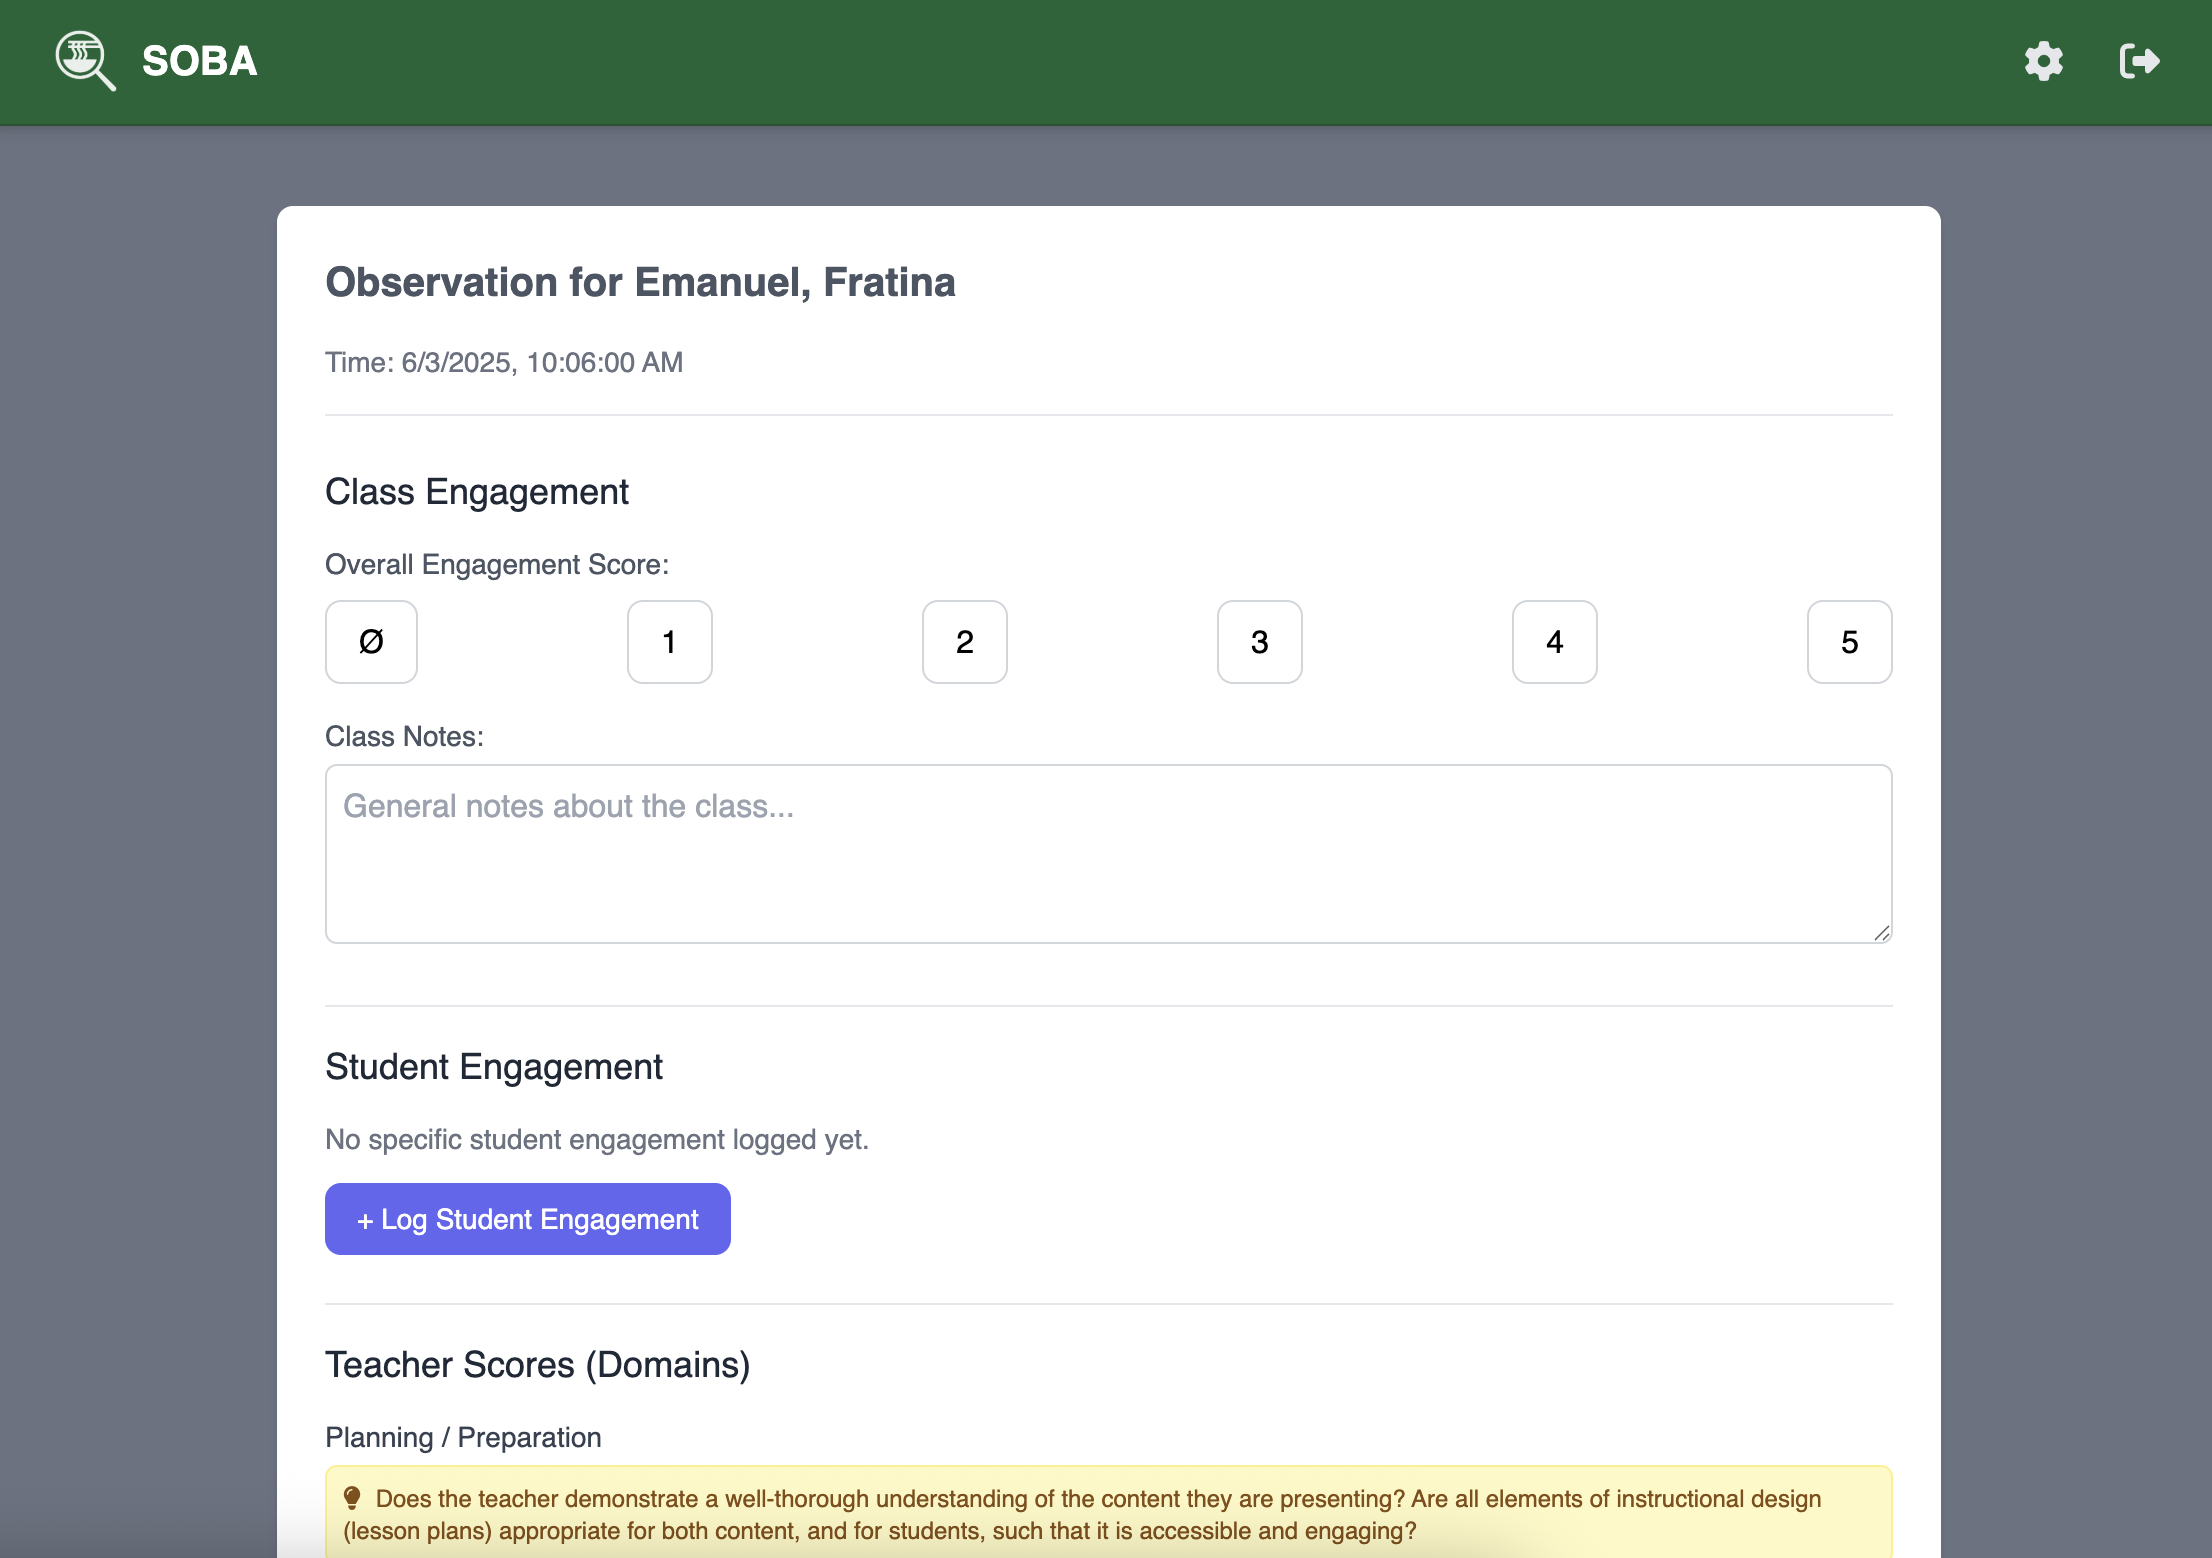 SOBA
Observation for Emanuel, Fratina
Time: 6/3/2025, 10:06:00 AM
Class Engagement
Overall Engagement Score:
Ø 1 2 3 4 5
Class Notes:
General notes about the class...
Student Engagement
No specific student engagement logged yet.
+ Log Student Engagement
Teacher Scores (Domains)
Planning / Preparation
Does the teacher demonstrate a well-thorough understanding of the content they are presenting? Are all elements of instructional design
(lesson plans) appropriate for both content, and for students, such that it is accessible and engaging?